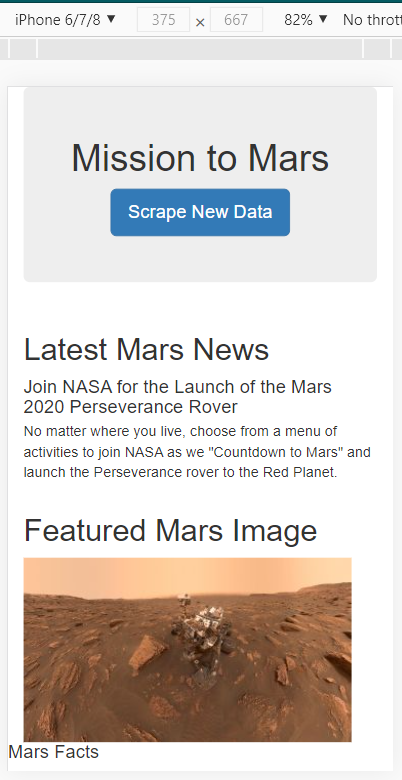 iPhone 6/7/8 ▼ 375 × 667 82% ▼ No thrott
Mission to Mars
Scrape New Data
Latest Mars News
Join NASA for the Launch of the Mars
2020 Perseverance Rover
No matter where you live, choose from a menu of
activities to join NASA as we "Countdown to Mars" and
launch the Perseverance rover to the Red Planet.
Featured Mars Image
Mars Facts